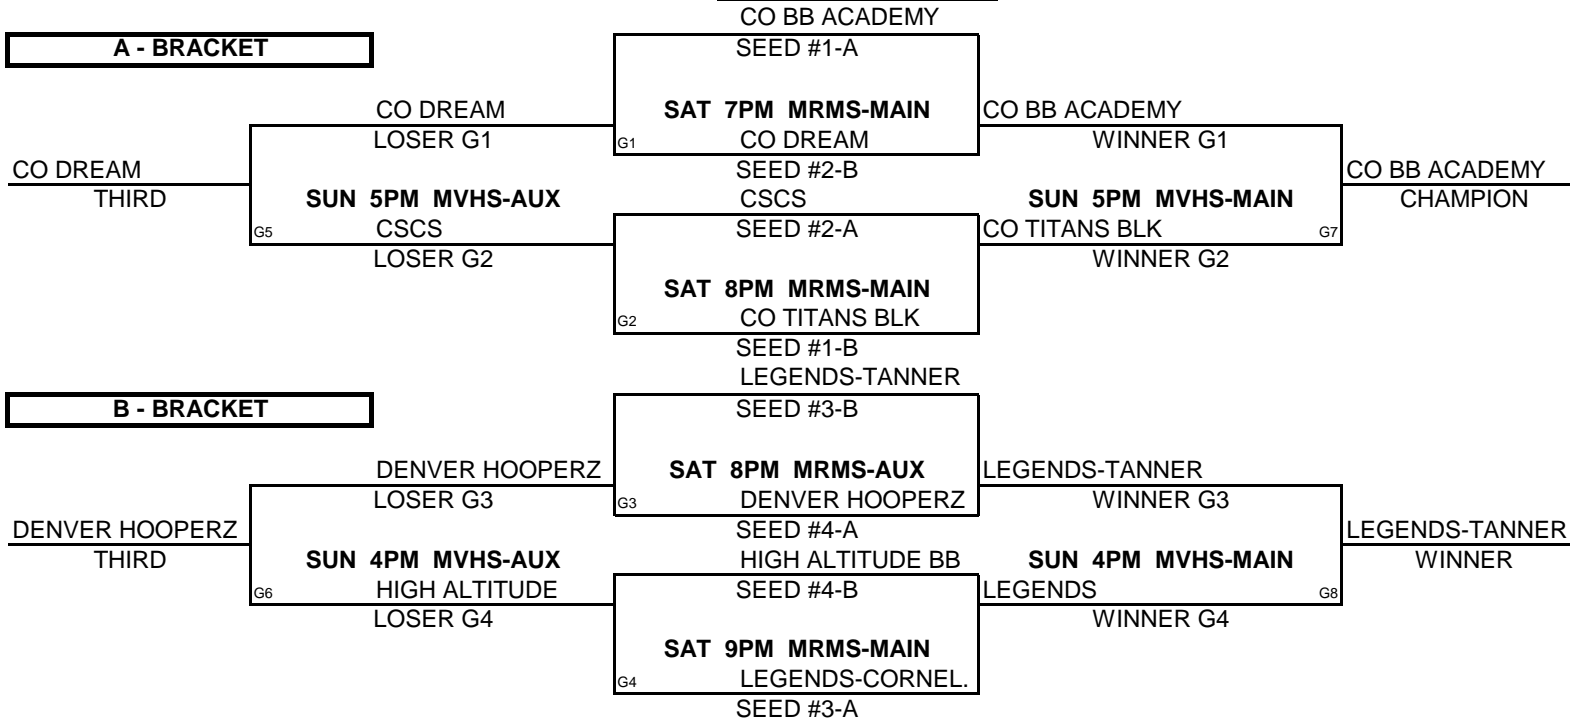 CO BB ACADEMY
A - BRACKET
SEED #1-A
CO DREAM
SAT 7PM MRMS-MAIN
CO BB ACADEMY
LOSER G1
G1
CO DREAM
WINNER G1
CO DREAM
SEED #2-B
CO BB ACADEMY
THIRD
SUN 5PM MVHS-AUX
CSCS
SUN 5PM MVHS-MAIN
CHAMPION
G5
CSCS
SEED #2-A
CO TITANS BLK
G7
LOSER G2
WINNER G2
SAT 8PM MRMS-MAIN
G2
CO TITANS BLK
SEED #1-B
LEGENDS-TANNER
B - BRACKET
SEED #3-B
DENVER HOOPERZ
SAT 8PM MRMS-AUX
LEGENDS-TANNER
LOSER G3
G3
DENVER HOOPERZ
WINNER G3
DENVER HOOPERZ
SEED #4-A
LEGENDS-TANNER
THIRD
SUN 4PM MVHS-AUX
HIGH ALTITUDE BB
SUN 4PM MVHS-MAIN
WINNER
G6
HIGH ALTITUDE
SEED #4-B
LEGENDS
G8
LOSER G4
WINNER G4
SAT 9PM MRMS-MAIN
G4
LEGENDS-CORNEL.
SEED #3-A